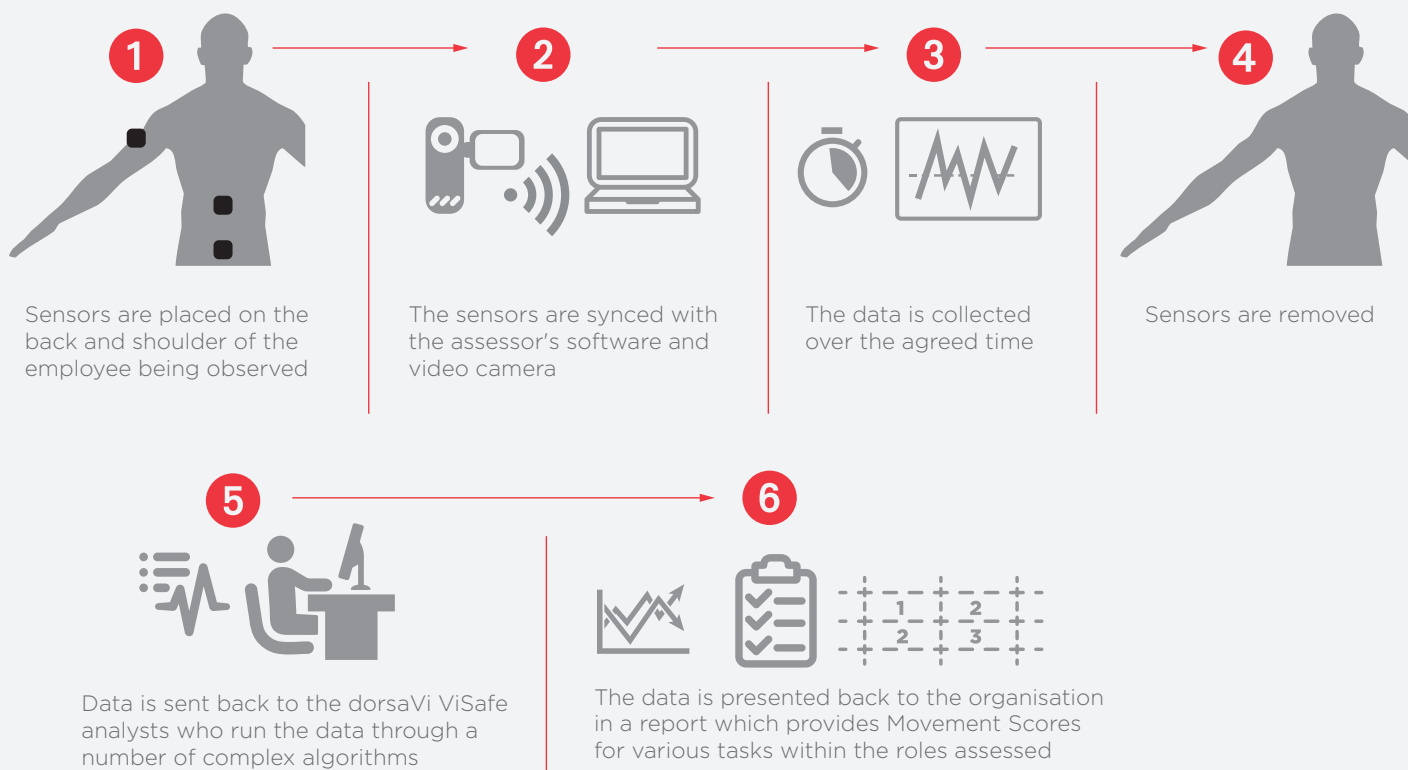 1
2
3
4
Sensors are placed on the
back and shoulder of the
employee being observed
The sensors are synced with
the assessor's software and
video camera
The data is collected
over the agreed time
Sensors are removed
5
6
1 2
2 3
Data is sent back to the dorsaVi ViSafe
analysts who run the data through a
number of complex algorithms
The data is presented back to the organisation
in a report which provides Movement Scores
for various tasks within the roles assessed